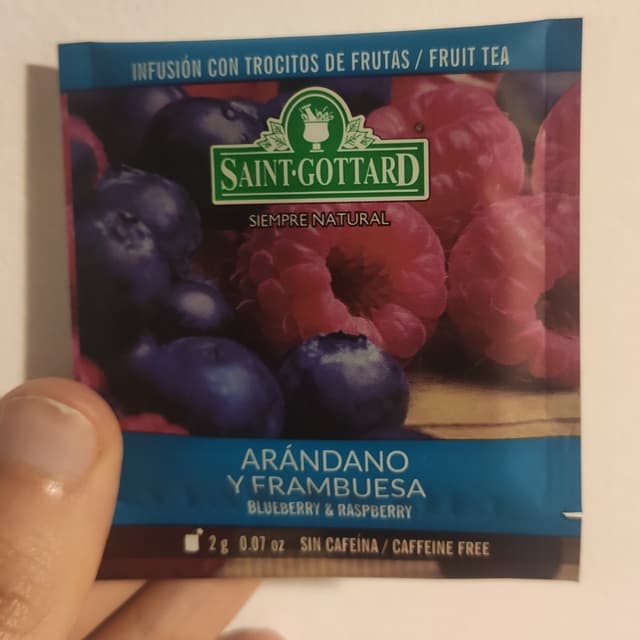 INFUSIÓN CON TROCITOS DE FRUTAS / FRUIT TEA
SAINT·GOTTARD
®
SIEMPRE NATURAL
ARÁNDANO
Y FRAMBUESA
BLUEBERRY & RASPBERRY
2 g 0.07 oz SIN CAFEÍNA / CAFFEINE FREE